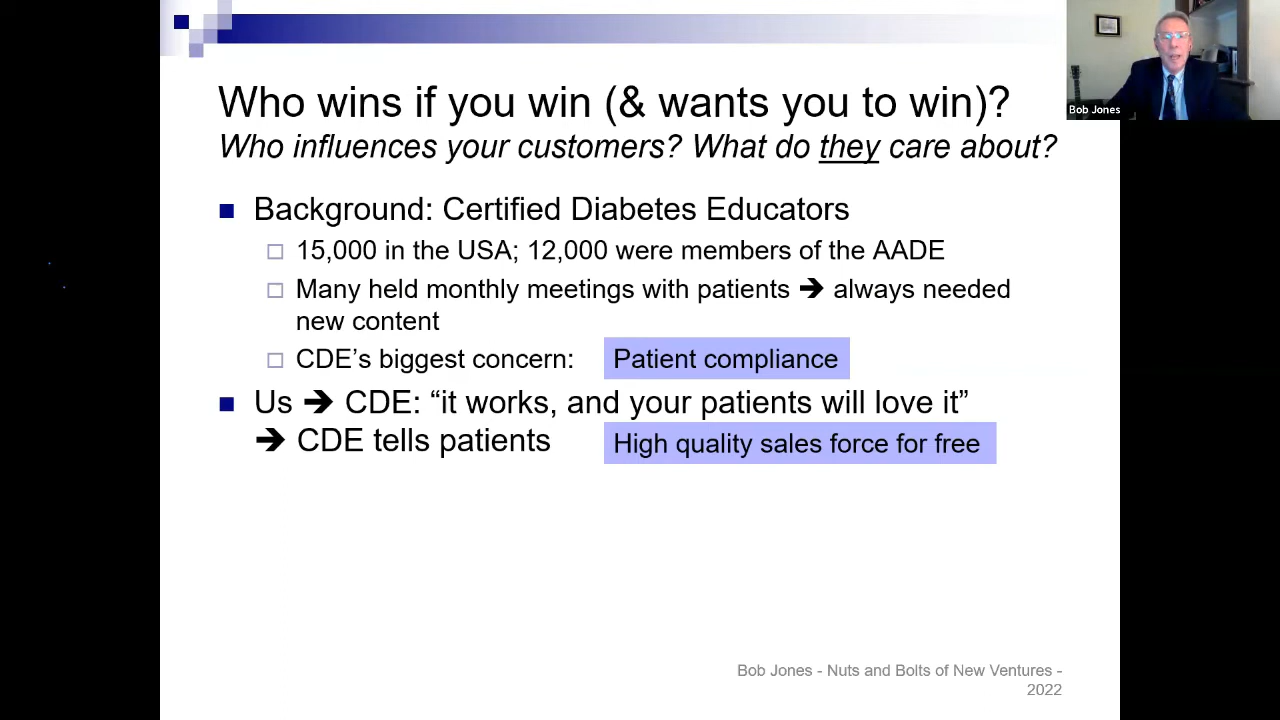 Who wins if you win (& wants you to win)?
Bob Jones
Who influences your customers? What do they care about?
Background: Certified Diabetes Educators
15,000 in the USA; 12,000 were members of the AADE
Many held monthly meetings with patients 🡺 always needed
new content
CDE’s biggest concern: Patient compliance
Us 🡺 CDE: “it works, and your patients will love it”
🡺 CDE tells patients High quality sales force for free
Bob Jones - Nuts and Bolts of New Ventures -
2022